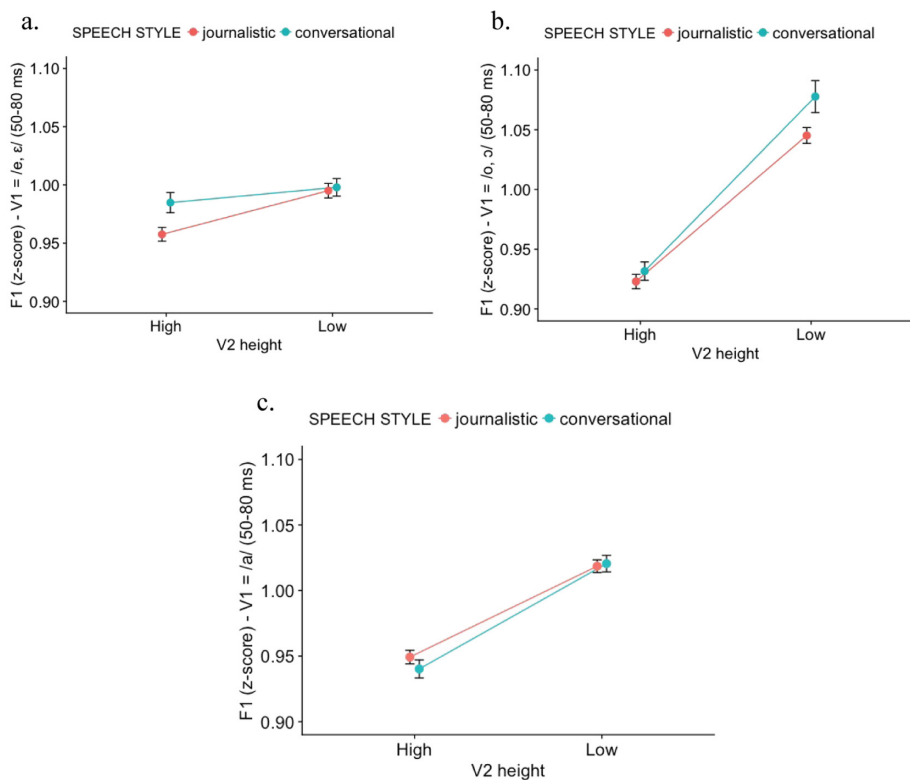 a.
SPEECH STYLE journalistic conversational
F1 (z-score) - V1 = /e, ɛ/ (50-80 ms)
1.10
1.05
1.00
0.95
0.90
High Low
V2 height
b.
SPEECH STYLE journalistic conversational
F1 (z-score) - V1 = /o, ɔ/ (50-80 ms)
1.10
1.05
1.00
0.95
0.90
High Low
V2 height
c.
SPEECH STYLE journalistic conversational
F1 (z-score) - V1 = /a/ (50-80 ms)
1.10
1.05
1.00
0.95
0.90
High Low
V2 height